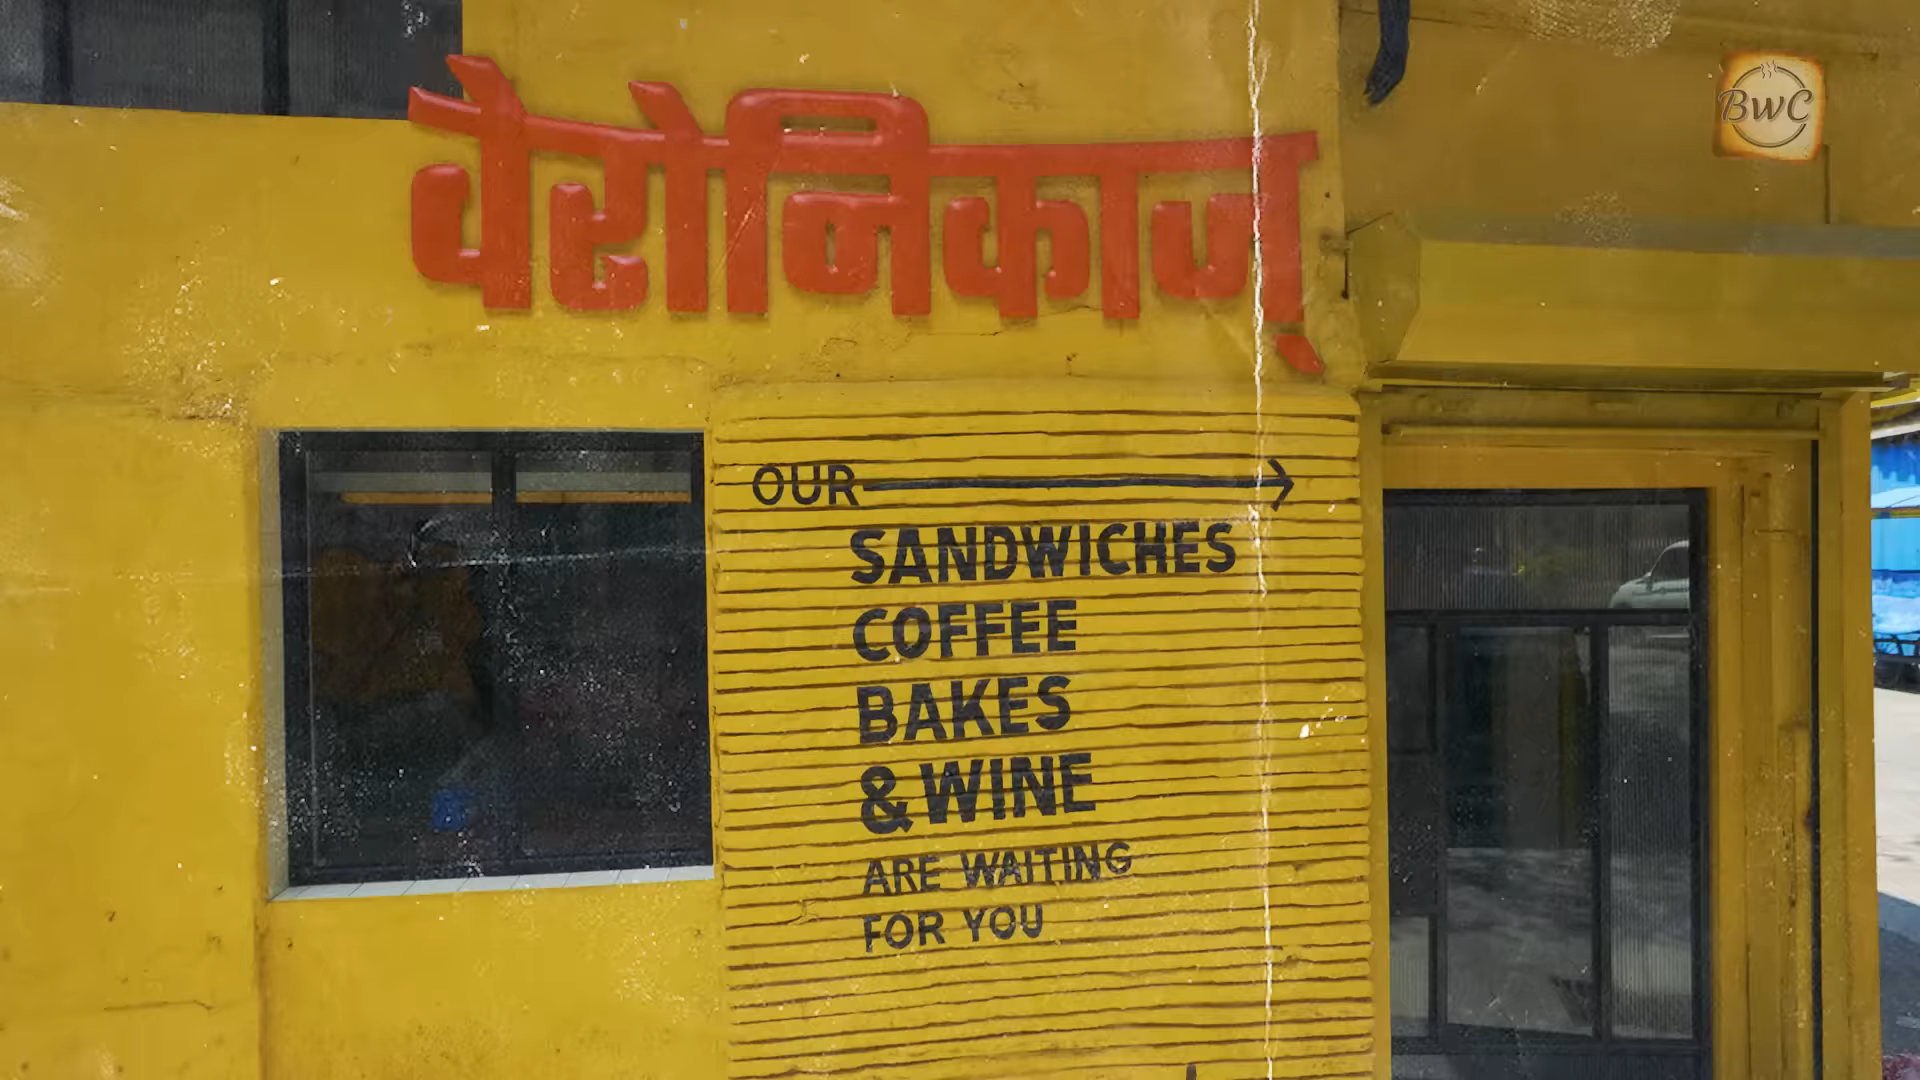 वेरोनिकाज़्
BwC
OUR
SANDWICHES
COFFEE
BAKES
& WINE
ARE WAITING
FOR YOU